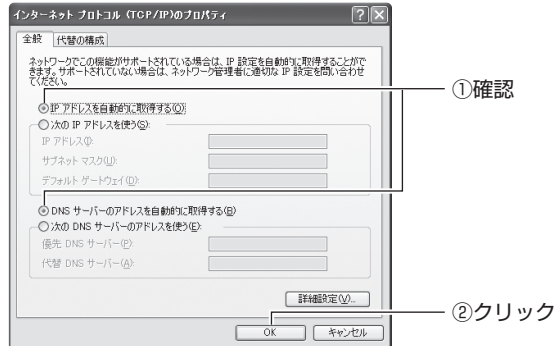 インターネット プロトコル (TCP/IP)のプロパティ
全般
代替の構成
ネットワークでこの機能がサポートされている場合は、IP 設定を自動的に取得することがで
きます。サポートされていない場合は、ネットワーク管理者に適切な IP 設定を問い合わせ
てください。
IP アドレスを自動的に取得する(O)
次の IP アドレスを使う(S):
IP アドレス(I):
サブネット マスク(U):
デフォルト ゲートウェイ(D):
DNS サーバーのアドレスを自動的に取得する(B)
次の DNS サーバーのアドレスを使う(E):
優先 DNS サーバー(P):
代替 DNS サーバー(A):
詳細設定(V)...
OK
キャンセル
①確認
②クリック